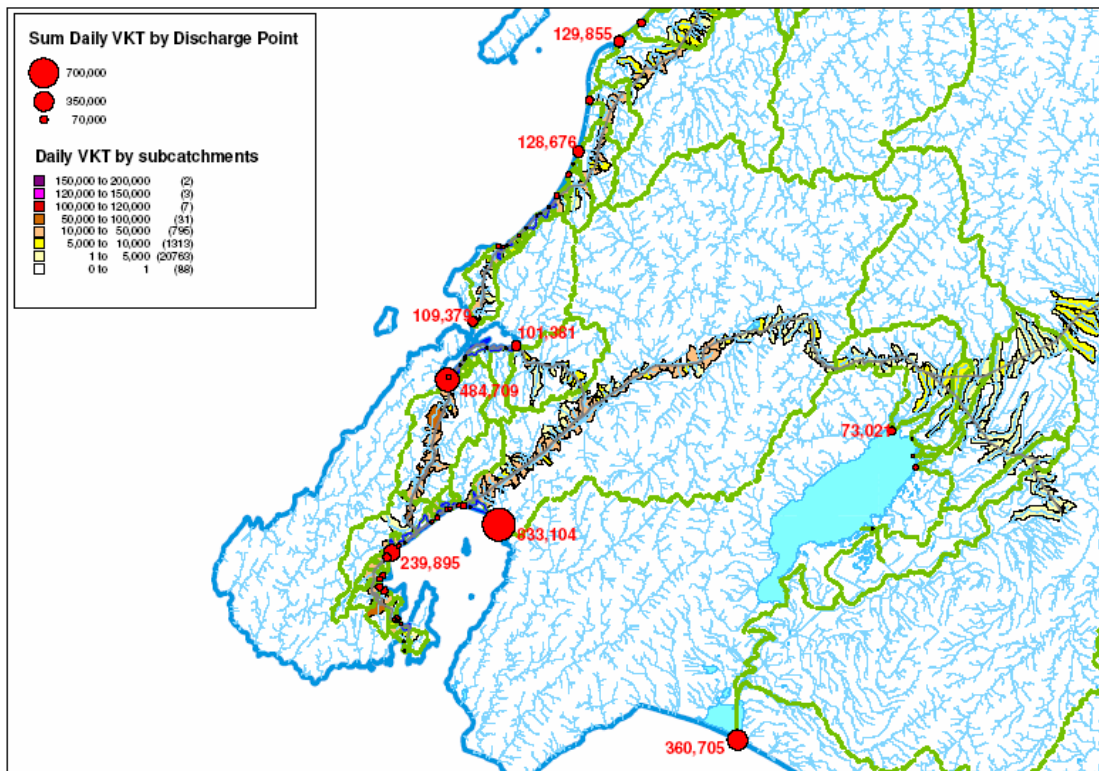 Sum Daily VKT by Discharge Point
700,000
350,000
70,000
Daily VKT by subcatchments
150,000 to 200,000 (2)
120,000 to 150,000 (3)
100,000 to 120,000 (7)
50,000 to 100,000 (31)
10,000 to 50,000 (795)
5,000 to 10,000 (1313)
1 to 5,000 (20763)
0 to 1 (88)
129,855
128,676
109,379
101,381
484,709
73,021
833,104
239,895
360,705